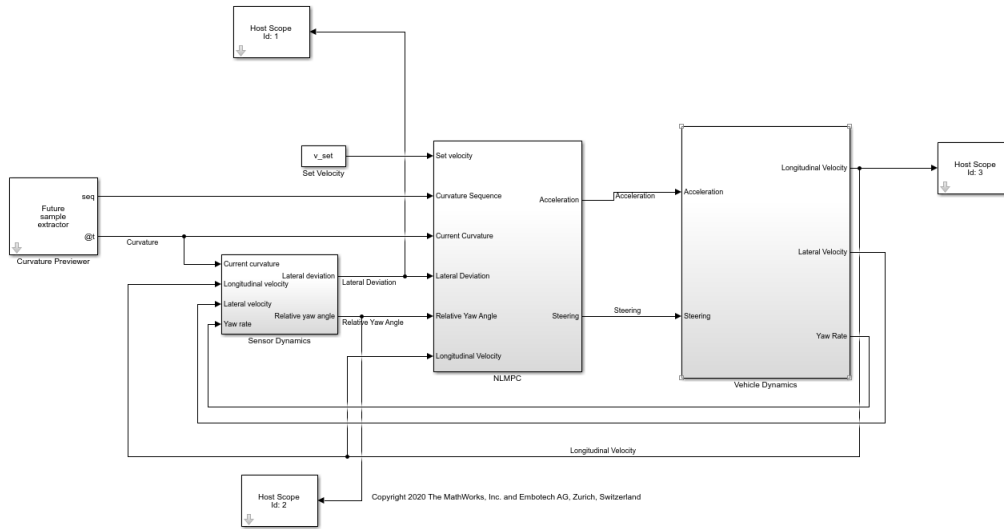 Host Scope
Id: 1
v_set
Set Velocity
Future
sample
extractor
seq
@t
Curvature Previewer
Curvature
Current curvature
Longitudinal velocity
Lateral velocity
Yaw rate
Lateral deviation
Relative yaw angle
Sensor Dynamics
Lateral Deviation
Relative Yaw Angle
Set velocity
Curvature Sequence
Current Curvature
Lateral Deviation
Relative Yaw Angle
Longitudinal Velocity
Acceleration
Steering
NLMPC
Acceleration
Steering
Acceleration
Steering
Longitudinal Velocity
Lateral Velocity
Yaw Rate
Vehicle Dynamics
Host Scope
Id: 3
Longitudinal Velocity
Host Scope
Id: 2
Copyright 2020 The MathWorks, Inc. and Embotech AG, Zurich, Switzerland